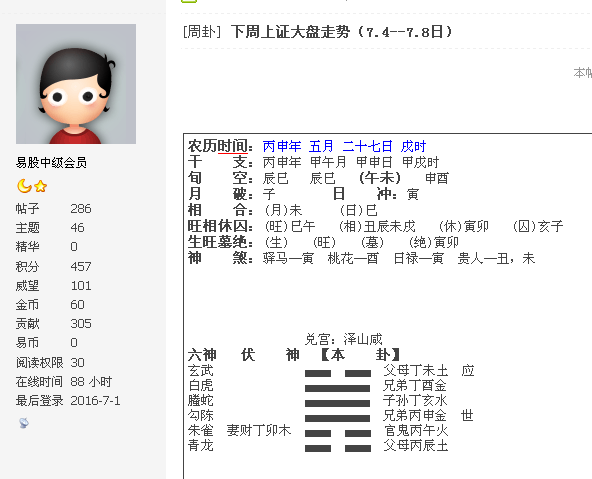 易股中级会员
帖子 286
主题 46
精华 0
积分 457
威望 101
金币 60
贡献 305
易币 0
阅读权限 30
在线时间 88 小时
最后登录 2016-7-1
[周卦] 下周上证大盘走势（7.4--7.8日）
本帖
农历时间：丙申年 五月 二十七日 戌时
干 支：丙申年 甲午月 甲申日 甲戌时
旬 空：辰巳 辰巳 (午未) 申酉
月 破：子 日 冲：寅
相 合：(月)未 (日)巳
旺相休囚：(旺)巳午 (相)丑辰未戌 (休)寅卯 (囚)亥子
生旺墓绝：(生) (旺) (墓) (绝)寅卯
神 煞：驿马—寅 桃花—酉 日禄—寅 贵人—丑，未
兑宫：泽山咸
六神 伏 神 【本 卦】
玄武 父母丁未土 应
白虎 兄弟丁酉金
螣蛇 子孙丁亥水
勾陈 兄弟丙申金 世
朱雀 妻财丁卯木 官鬼丙午火
青龙 父母丙辰土